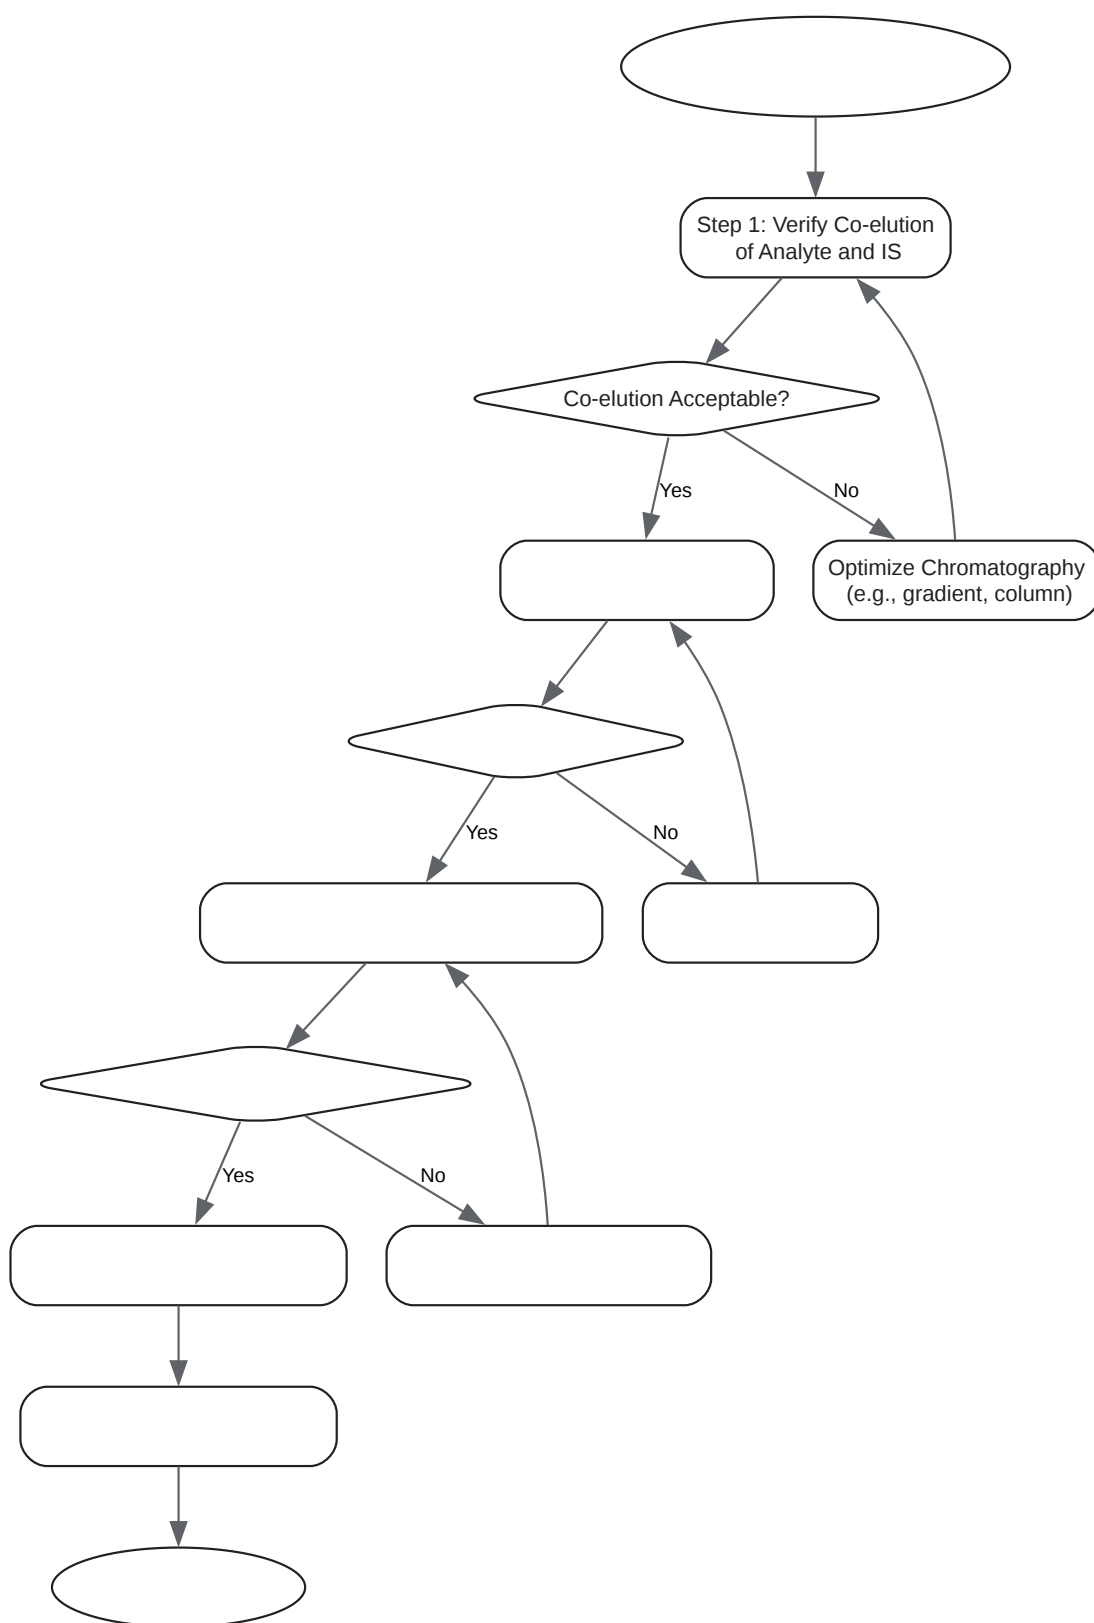 Step 1: Verify Co-elution
of Analyte and IS
Co-elution Acceptable?
Yes
No
Optimize Chromatography
(e.g., gradient, column)
Yes
No
Yes
No